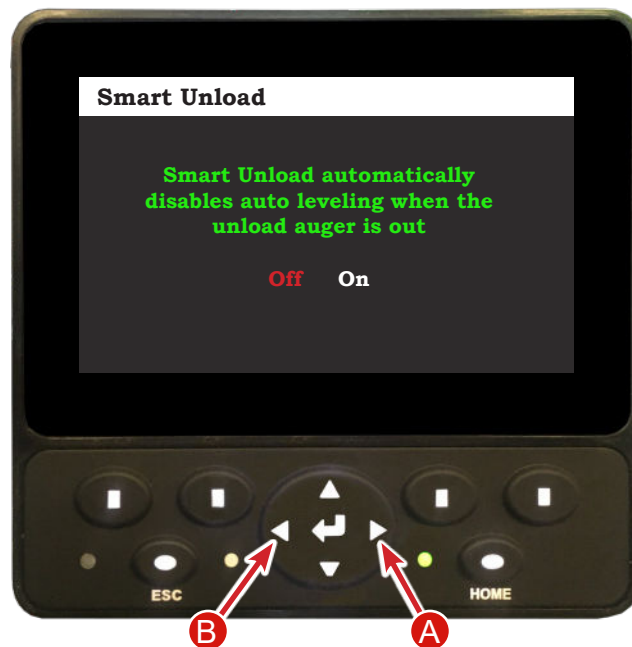 Smart Unload
Smart Unload automatically
disables auto leveling when the
unload auger is out
Off On
ESC
HOME
B
A